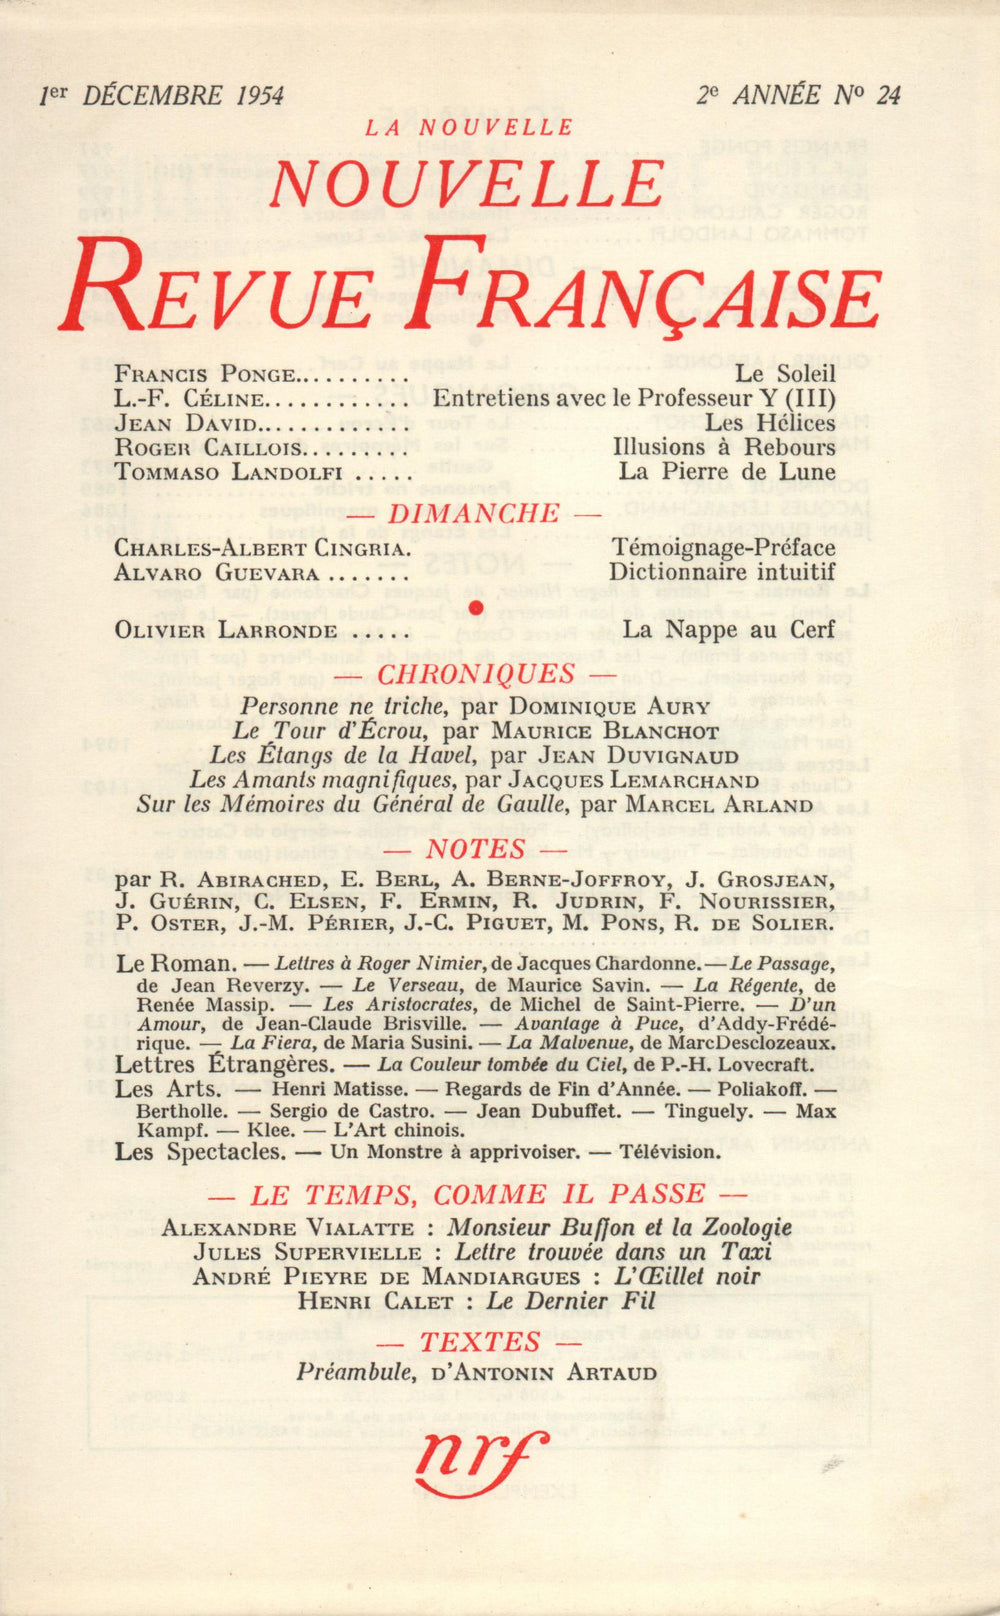 1er DÉCEMBRE 1954 2e ANNÉE No 24
LA NOUVELLE
NOUVELLE
REVUE FRANÇAISE
FRANCIS PONGE.......... Le Soleil
L.-F. CÉLINE............ Entretiens avec le Professeur Y (III)
JEAN DAVID............. Les Hélices
ROGER CAILLOIS......... Illusions à Rebours
TOMMASO LANDOLFI ..... La Pierre de Lune
— DIMANCHE —
CHARLES-ALBERT CINGRIA. Témoignage-Préface
ALVARO GUEVARA ....... Dictionnaire intuitif
●
OLIVIER LARRONDE ..... La Nappe au Cerf
— CHRONIQUES —
Personne ne triche, par DOMINIQUE AURY
Le Tour d'Écrou, par MAURICE BLANCHOT
Les Étangs de la Havel, par JEAN DUVIGNAUD
Les Amants magnifiques, par JACQUES LEMARCHAND
Sur les Mémoires du Général de Gaulle, par MARCEL ARLAND
— NOTES —
par R. ABIRACHED, E. BERL, A. BERNE-JOFFROY, J. GROSJEAN,
J. GUÉRIN, C. ELSEN, F. ERMIN, R. JUDRIN, F. NOURISSIER,
P. OSTER, J.-M. PÉRIER, J.-C. PIGUET, M. PONS, R. DE SOLIER.
Le Roman. — Lettres à Roger Nimier, de Jacques Chardonne. — Le Passage,
de Jean Reverzy. — Le Verseau, de Maurice Savin. — La Régente, de
Renée Massip. — Les Aristocrates, de Michel de Saint-Pierre. — D'un
Amour, de Jean-Claude Brisville. — Avantage à Puce, d'Addy-Frédé-
rique. — La Fiera, de Maria Susini. — La Malvenue, de MarcDesclozeaux.
Lettres Étrangères. — La Couleur tombée du Ciel, de P.-H. Lovecraft.
Les Arts. — Henri Matisse. — Regards de Fin d'Année. — Poliakoff. —
Bertholle. — Sergio de Castro. — Jean Dubuffet. — Tinguely. — Max
Kampf. — Klee. — L'Art chinois.
Les Spectacles. — Un Monstre à apprivoiser. — Télévision.
— LE TEMPS, COMME IL PASSE —
ALEXANDRE VIALATTE : Monsieur Buffon et la Zoologie
JULES SUPERVIELLE : Lettre trouvée dans un Taxi
ANDRÉ PIEYRE DE MANDIARGUES : L'Œillet noir
HENRI CALET : Le Dernier Fil
— TEXTES —
Préambule, D'ANTONIN ARTAUD
nrf